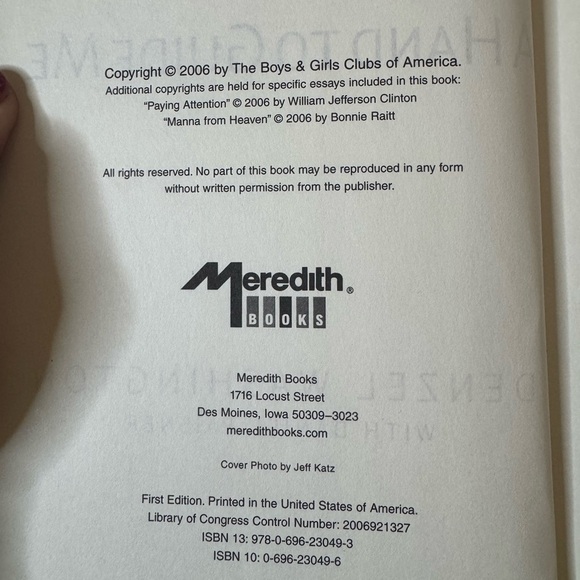 Copyright © 2006 by The Boys & Girls Clubs of America.
Additional copyrights are held for specific essays included in this book:
“Paying Attention” © 2006 by William Jefferson Clinton
“Manna from Heaven” © 2006 by Bonnie Raitt
All rights reserved. No part of this book may be reproduced in any form
without written permission from the publisher.
Meredith®
BOOKS
Meredith Books
1716 Locust Street
Des Moines, Iowa 50309–3023
meredithbooks.com
Cover Photo by Jeff Katz
First Edition. Printed in the United States of America.
Library of Congress Control Number: 2006921327
ISBN 13: 978-0-696-23049-3
ISBN 10: 0-696-23049-6